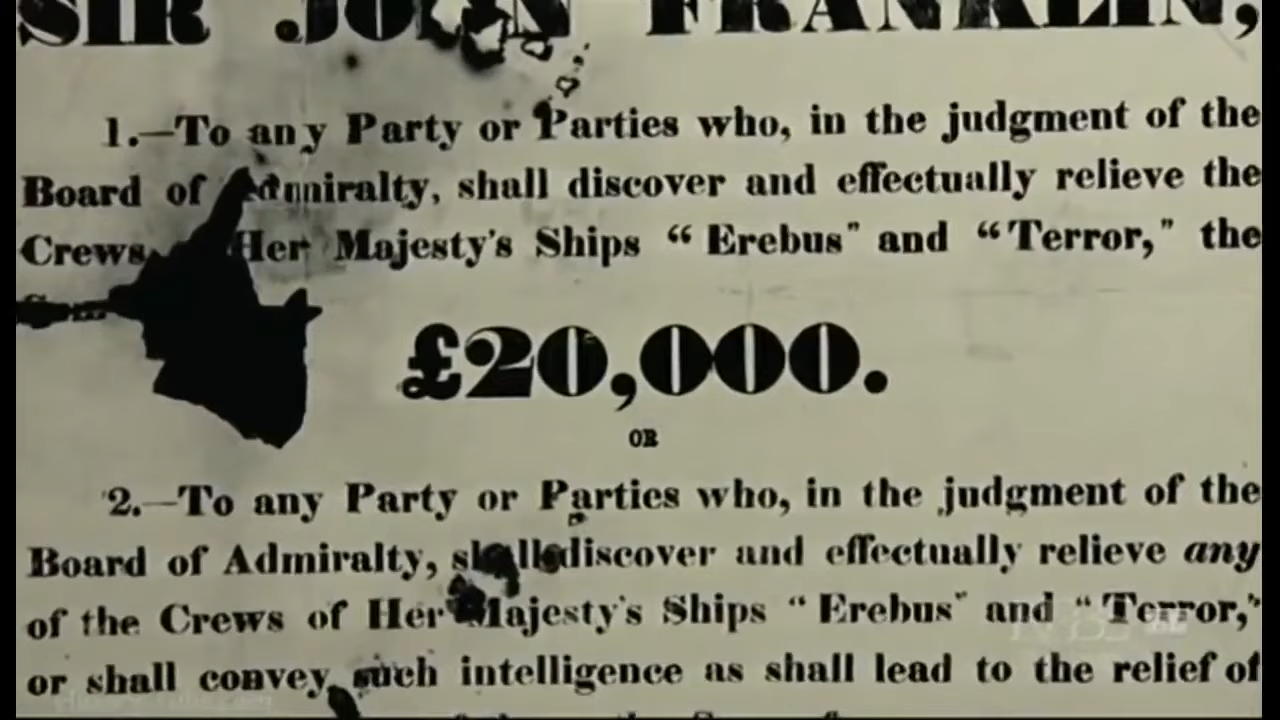 SIR JOHN FRANKLIN,
1.—To any Party or Parties who, in the judgment of the
Board of Admiralty, shall discover and effectually relieve the
Crews Her Majesty's Ships “ Erebus” and “Terror,” the
£20,000.
OR
2.—To any Party or Parties who, in the judgment of the
Board of Admiralty, shall discover and effectually relieve any
of the Crews of Her Majesty's Ships “ Erebus” and “ Terror,”
or shall convey such intelligence as shall lead to the relief of